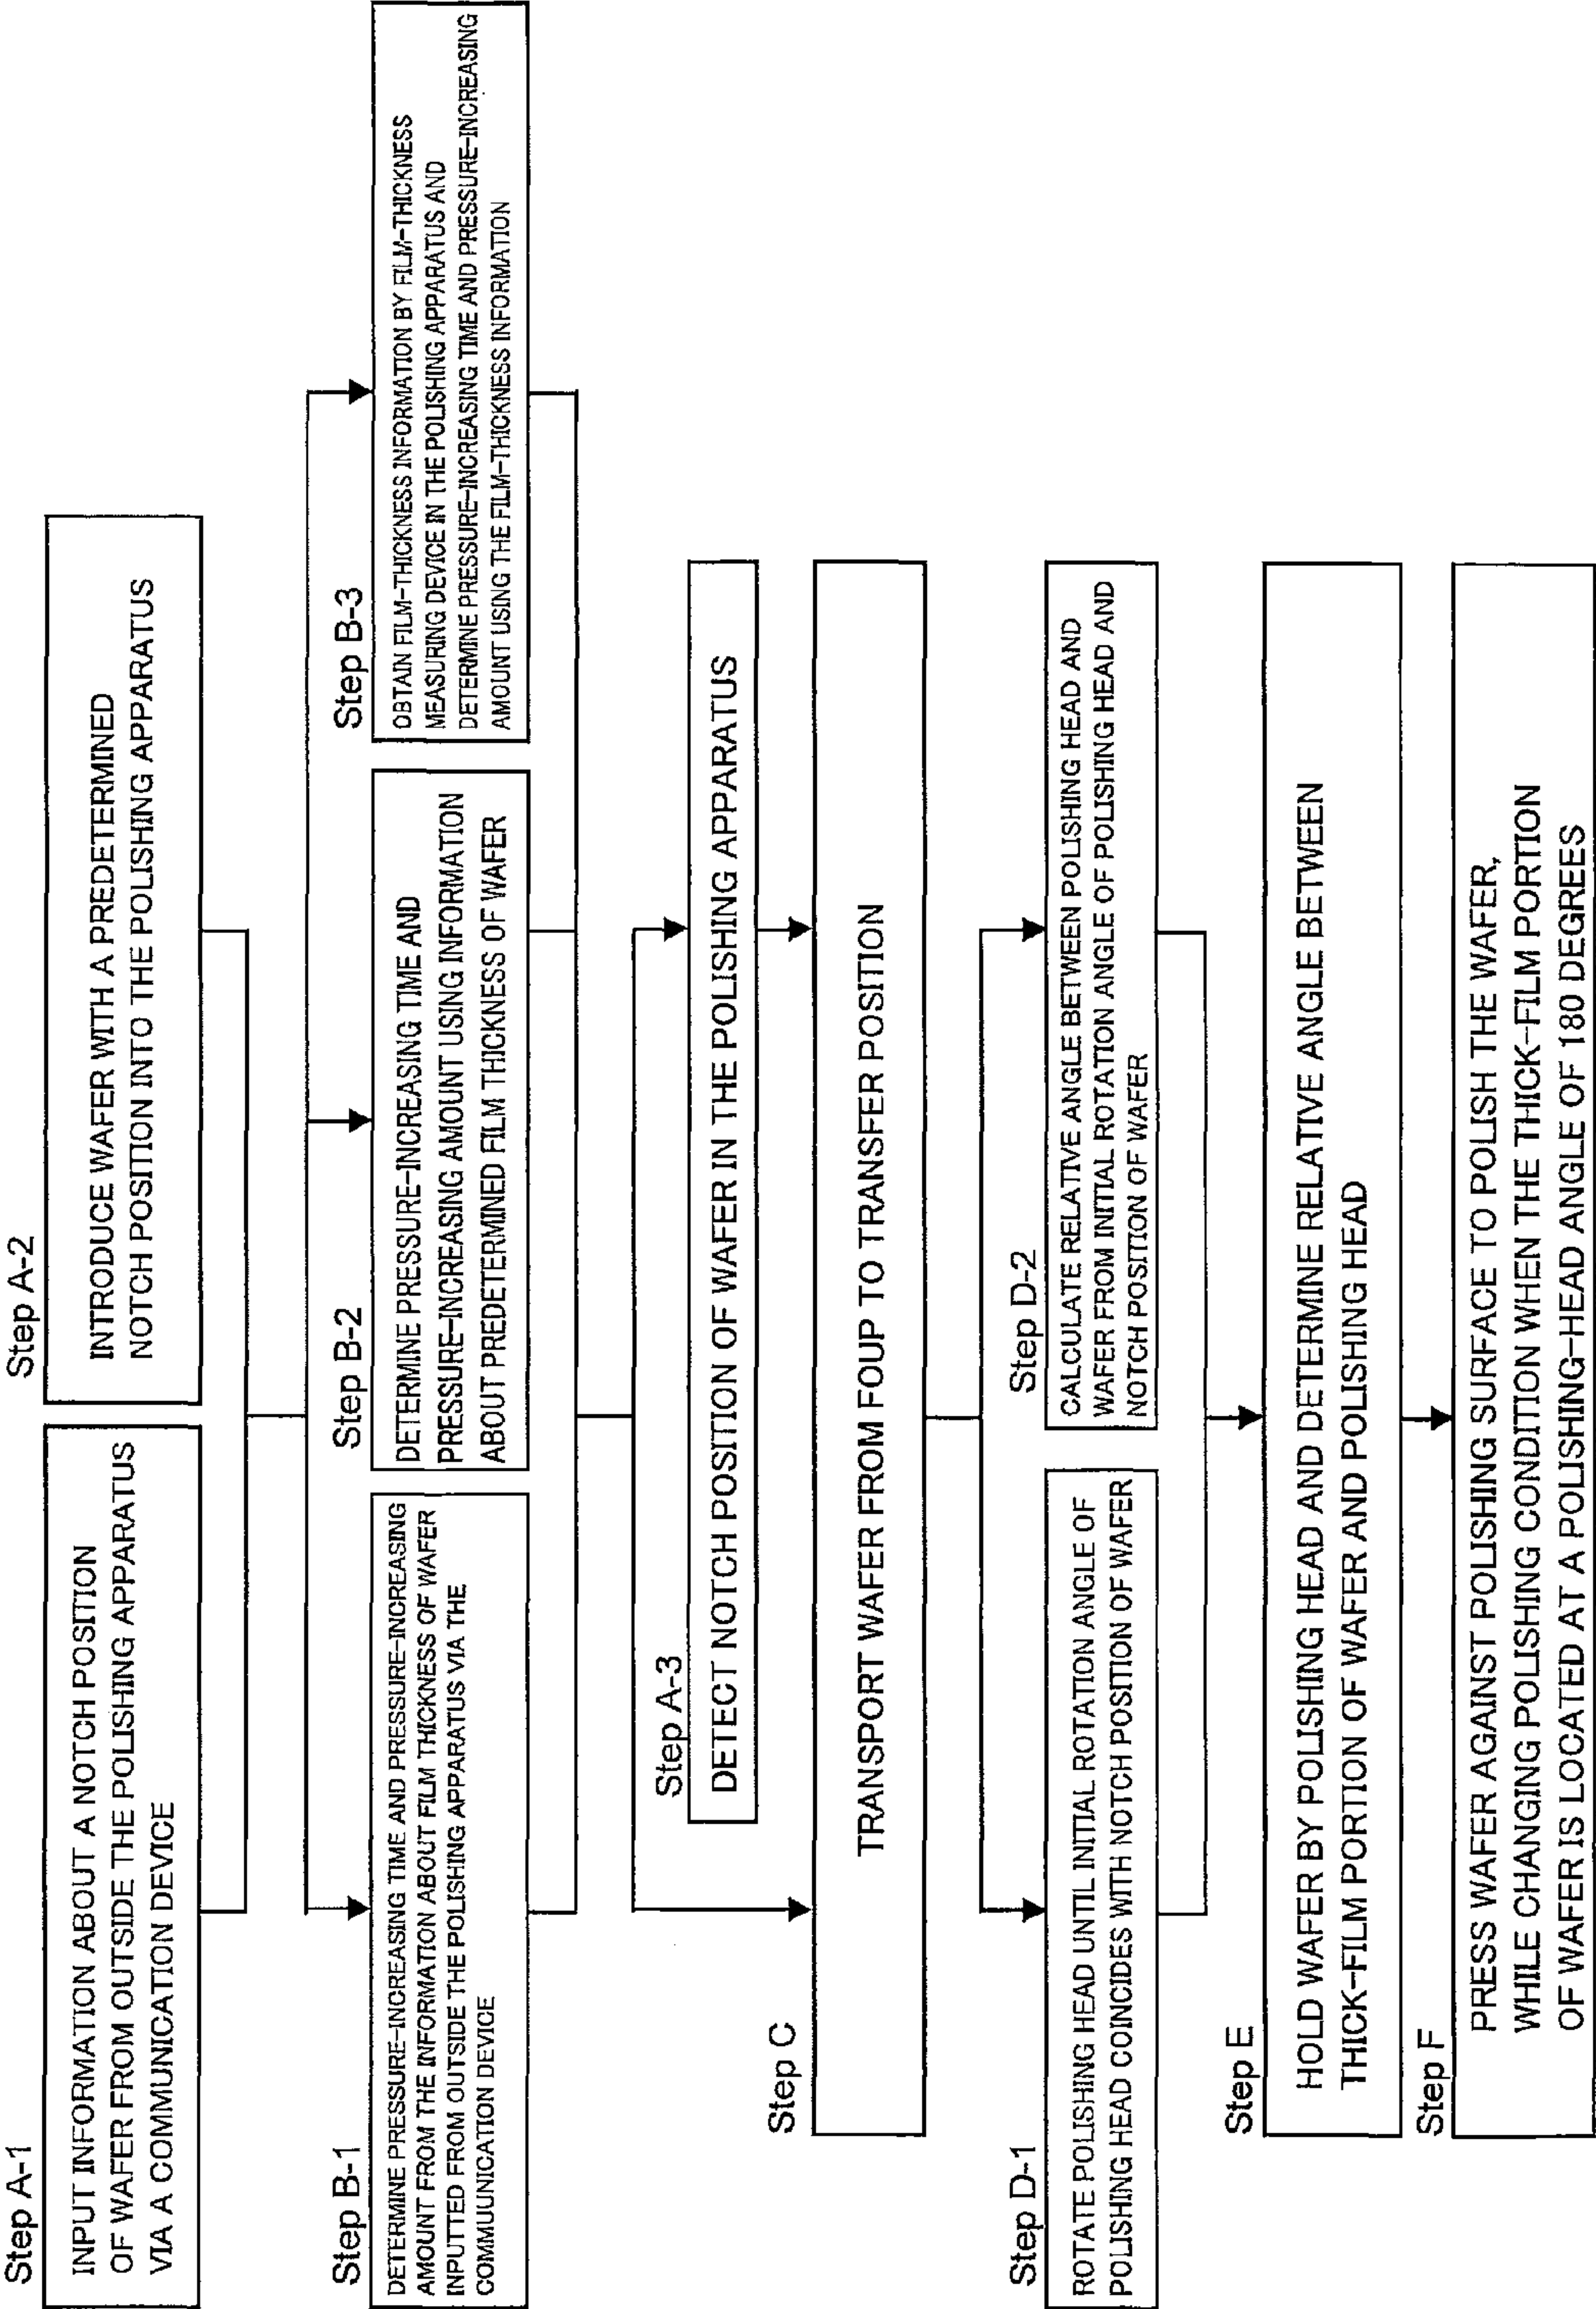 Step A-1
INPUT INFORMATION ABOUT A NOTCH POSITION
OF WAFER FROM OUTSIDE THE POLISHING APPARATUS
VIA A COMMUNICATION DEVICE
Step A-2
INTRODUCE WAFER WITH A PREDETERMINED
NOTCH POSITION INTO THE POLISHING APPARATUS
Step B-1
DETERMINE PRESSURE-INCREASING TIME AND PRESSURE-INCREASING
AMOUNT FROM THE INFORMATION ABOUT FILM THICKNESS OF WAFER
INPUTTED FROM OUTSIDE THE POLISHING APPARATUS VIA THE
COMMUUNICATION DEVICE
Step B-2
DETERMINE PRESSURE-INCREASING TIME AND
PRESSURE-INCREASING AMOUNT USING INFORMATION
ABOUT PREDETERMINED FILM THICKNESS OF WAFER
Step B-3
OBTAIN FILM-THICKNESS INFORMATION BY FILM-THICKNESS
MEASURING DEVICE IN THE POLISHING APPARATUS AND
DETERMINE PRESSURE-INCREASING TIME AND PRESSURE-INCREASING
AMOUNT USING THE FILM-THICKNESS INFORMATION
Step A-3
DETECT NOTCH POSITION OF WAFER IN THE POLISHING APPARATUS
Step C
TRANSPORT WAFER FROM FOUP TO TRANSFER POSITION
Step D-1
ROTATE POLISHING HEAD UNTIL INITIAL ROTATION ANGLE OF
POLISHING HEAD COINCIDES WITH NOTCH POSITION OF WAFER
Step D-2
CALCULATE RELATIVE ANGLE BETWEEN POLISHING HEAD AND
WAFER FROM INITIAL ROTATION ANGLE OF POLISHING HEAD AND
NOTCH POSITION OF WAFER
Step E
HOLD WAFER BY POLISHING HEAD AND DETERMINE RELATIVE ANGLE BETWEEN
THICK-FILM PORTION OF WAFER AND POLISHING HEAD
Step F
PRESS WAFER AGAINST POLISHING SURFACE TO POLISH THE WAFER,
WHILE CHANGING POLISHING CONDITION WHEN THE THICK-FILM PORTION
OF WAFER IS LOCATED AT A POLISHING-HEAD ANGLE OF 180 DEGREES